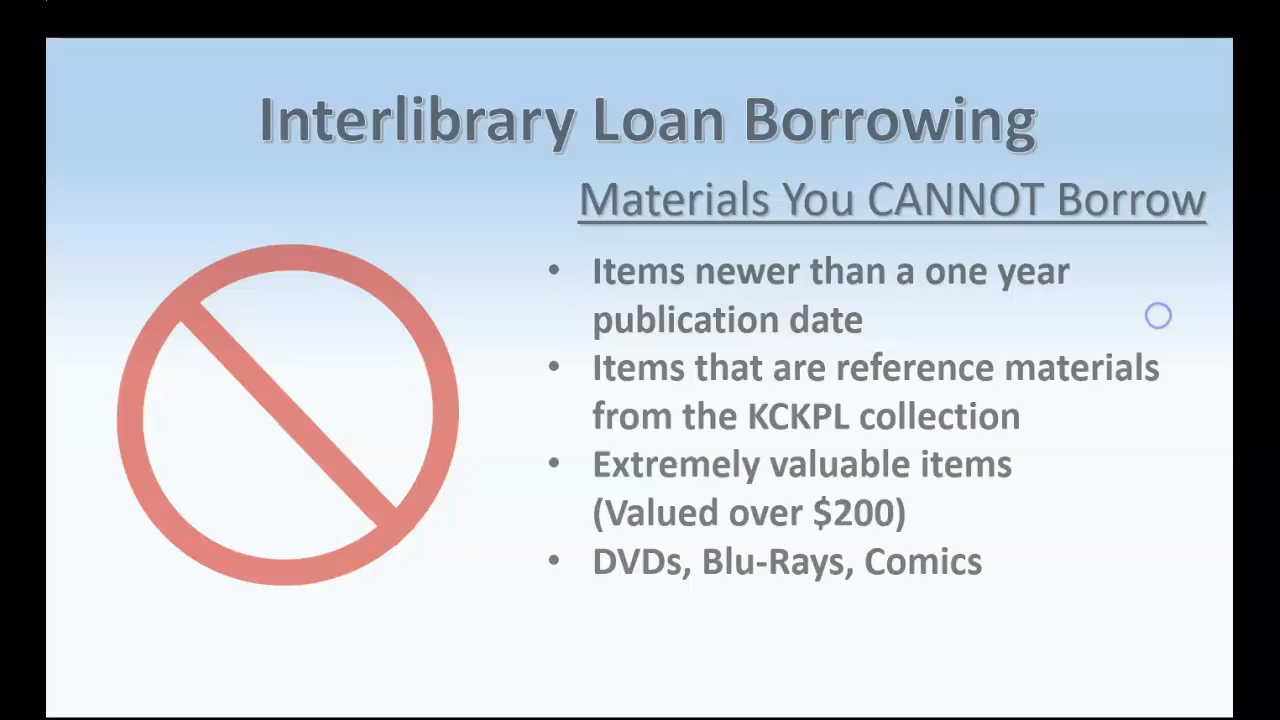 Interlibrary Loan Borrowing
Materials You CANNOT Borrow
• Items newer than a one year
publication date
• Items that are reference materials
from the KCKPL collection
• Extremely valuable items
(Valued over $200)
• DVDs, Blu-Rays, Comics